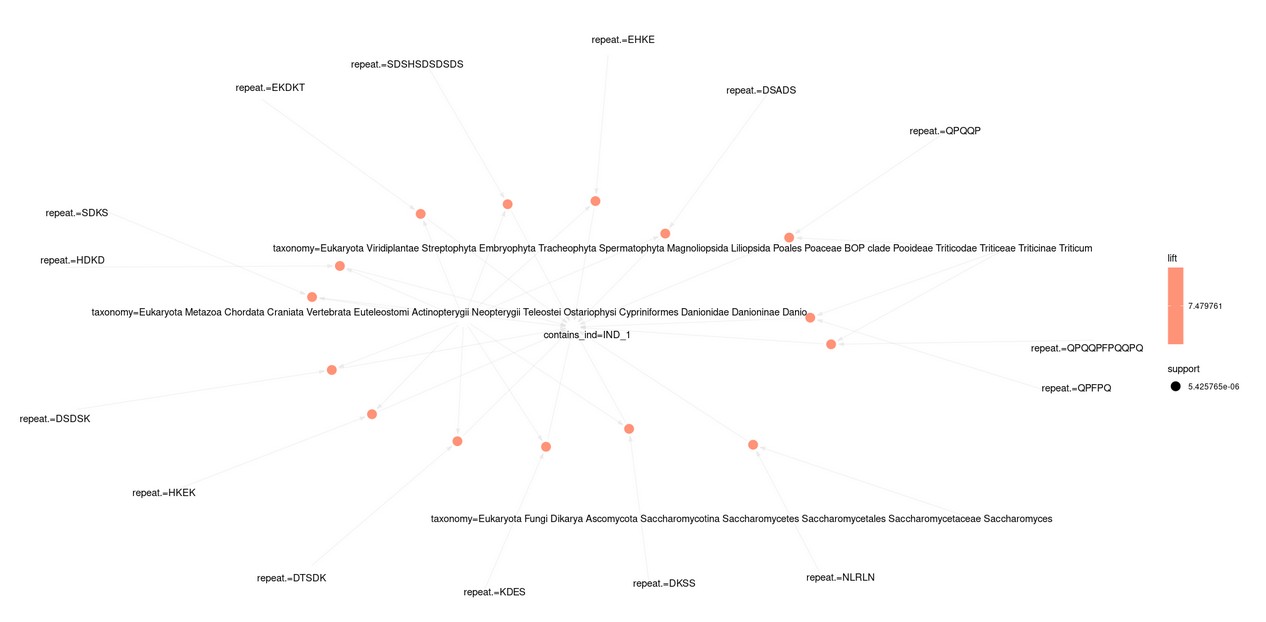 repeat.=EHKE
repeat.=SDSHSDSDSDS
repeat.=EKDKT
repeat.=DSADS
repeat.=QPQQP
repeat.=SDKS
taxonomy=Eukaryota Viridiplantae Streptophyta Embryophyta Tracheophyta Spermatophyta Magnoliopsida Liliopsida Poales Poaceae BOP clade Pooideae Triticodae Triticeae Triticinae Triticum
repeat.=HDKD
lift
7.479761
taxonomy=Eukaryota Metazoa Chordata Craniata Vertebrata Euteleostomi Actinopterygii Neopterygii Teleostei Ostariophysi Cypriniformes Danionidae Danioninae Danio
contains_ind=IND_1
repeat.=QPQQPFPQQPQ
support
5.425765e-06
repeat.=QPFPQ
repeat.=DSDSK
repeat.=HKEK
taxonomy=Eukaryota Fungi Dikarya Ascomycota Saccharomycotina Saccharomycetes Saccharomycetales Saccharomycetaceae Saccharomyces
repeat.=DTSDK
repeat.=NLRLN
repeat.=DKSS
repeat.=KDES